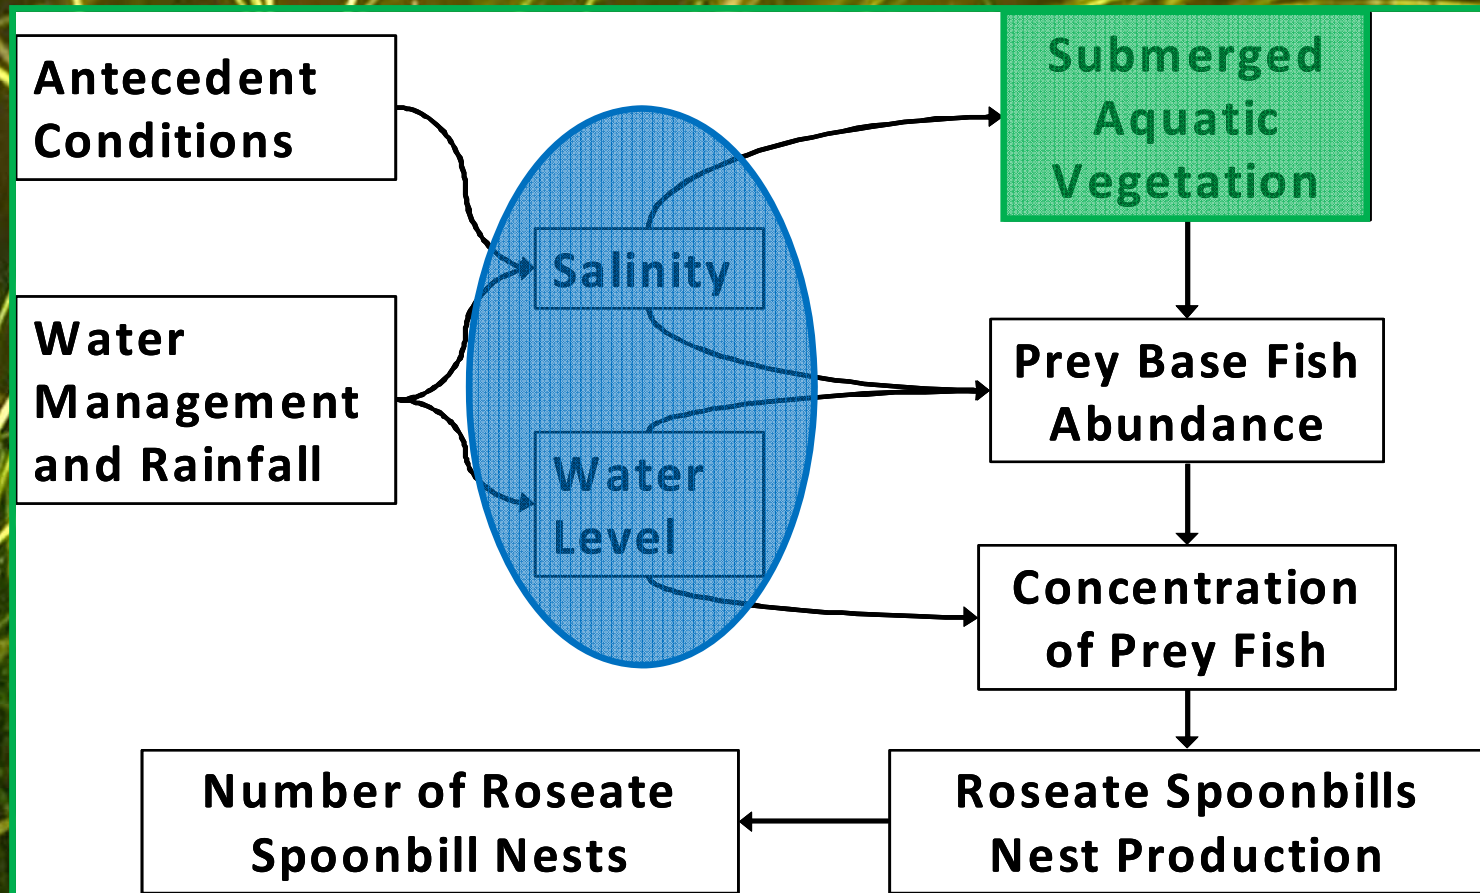 Antecedent
Conditions
Water
Management
and Rainfall
Salinity
Water
Level
Submerged
Aquatic
Vegetation
Prey Base Fish
Abundance
Concentration
of Prey Fish
Roseate Spoonbills
Nest Production
Number of Roseate
Spoonbill Nests